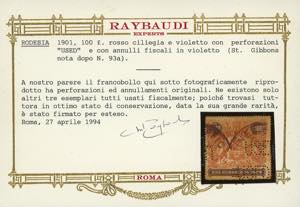 RAYBAUDI
EXPERTS
RODESIA 1901, 100 £. rosso ciliegia e violetto con perforazioni
"USED" e con annulli fiscali in violetto (St. Gibbons
nota dopo N. 93a).
A nostro parere il francobollo qui sotto fotograficamente ripro-
dotto ha perforazioni ed annullamenti originali. Ne esistono solo
altri tre esemplari tutti usati fiscalmente; poiché trovasi tut-
tora in ottimo stato di conservazione, data la sua grande rarità,
è stato firmato per esteso.
Roma, 27 aprile 1994
ROMA